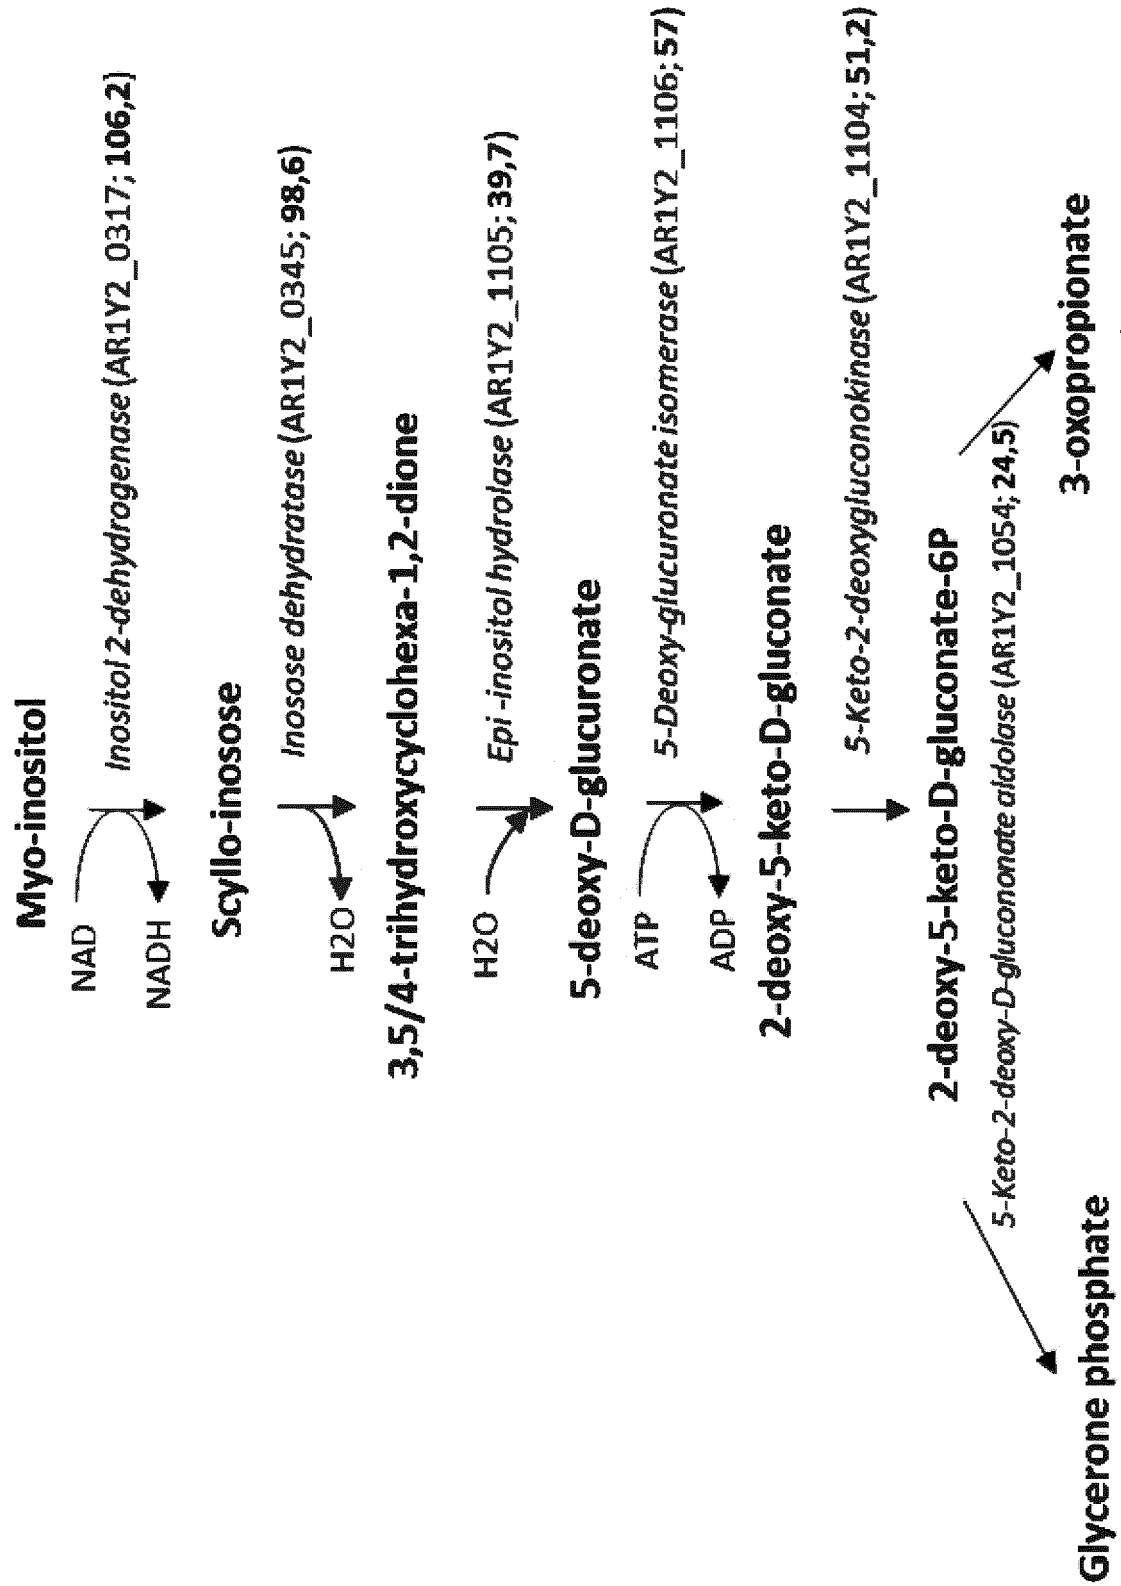 Myo-inositol
NAD
NADH
Inositol 2-dehydrogenase (AR1Y2_0317; 106,2)
Scyllo-inosose
H2O
Inosose dehydratase (AR1Y2_0345; 98,6)
3,5/4-trihydroxycyclohexa-1,2-dione
H2O
Epi -inositol hydrolase (AR1Y2_1105; 39,7)
5-deoxy-D-glucuronate
ATP
ADP
5-Deoxy-glucuronate isomerase (AR1Y2_1106; 57)
2-deoxy-5-keto-D-gluconate
5-Keto-2-deoxygluconokinase (AR1Y2_1104; 51,2)
2-deoxy-5-keto-D-gluconate-6P
5-Keto-2-deoxy-D-glucononate aldolase (AR1Y2_1054; 24,5)
Glycerone phosphate
3-oxopropionate